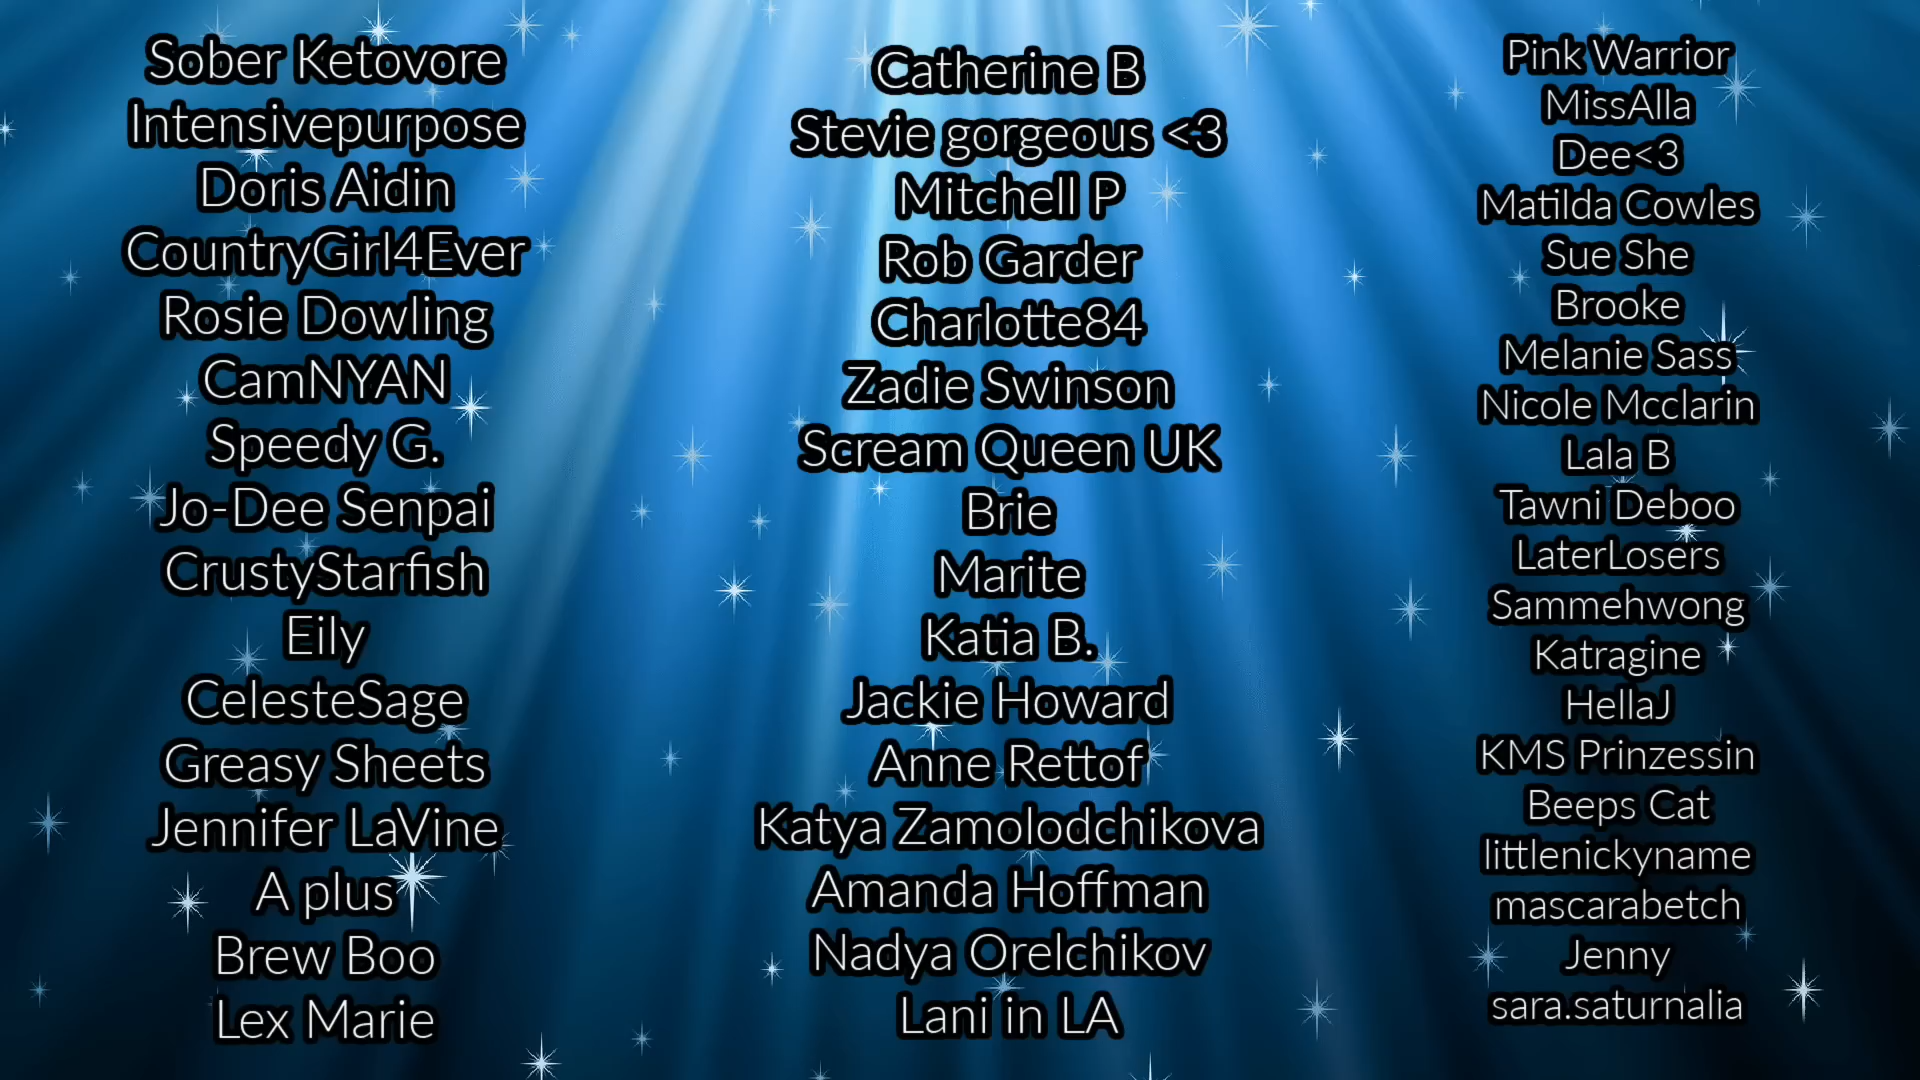 Sober Ketovore
Intensivepurpose
Doris Aidin
CountryGirl4Ever
Rosie Dowling
CamNYAN
Speedy G.
Jo-Dee Senpai
CrustyStarfish
Eily
CelesteSage
Greasy Sheets
Jennifer LaVine
A plus
Brew Boo
Lex Marie
Catherine B
Stevie gorgeous <3
Mitchell P
Rob Garder
Charlotte84
Zadie Swinson
Scream Queen UK
Brie
Marite
Katia B.
Jackie Howard
Anne Rettof
Katya Zamolodchikova
Amanda Hoffman
Nadya Orelchikov
Lani in LA
Pink Warrior
MissAlla
Dee<3
Matilda Cowles
Sue She
Brooke
Melanie Sass
Nicole Mcclarin
Lala B
Tawni Deboo
LaterLosers
Sammehwong
Katragine
HellaJ
KMS Prinzessin
Beeps Cat
littlenickyname
mascarabetch
Jenny
sara.saturnalia